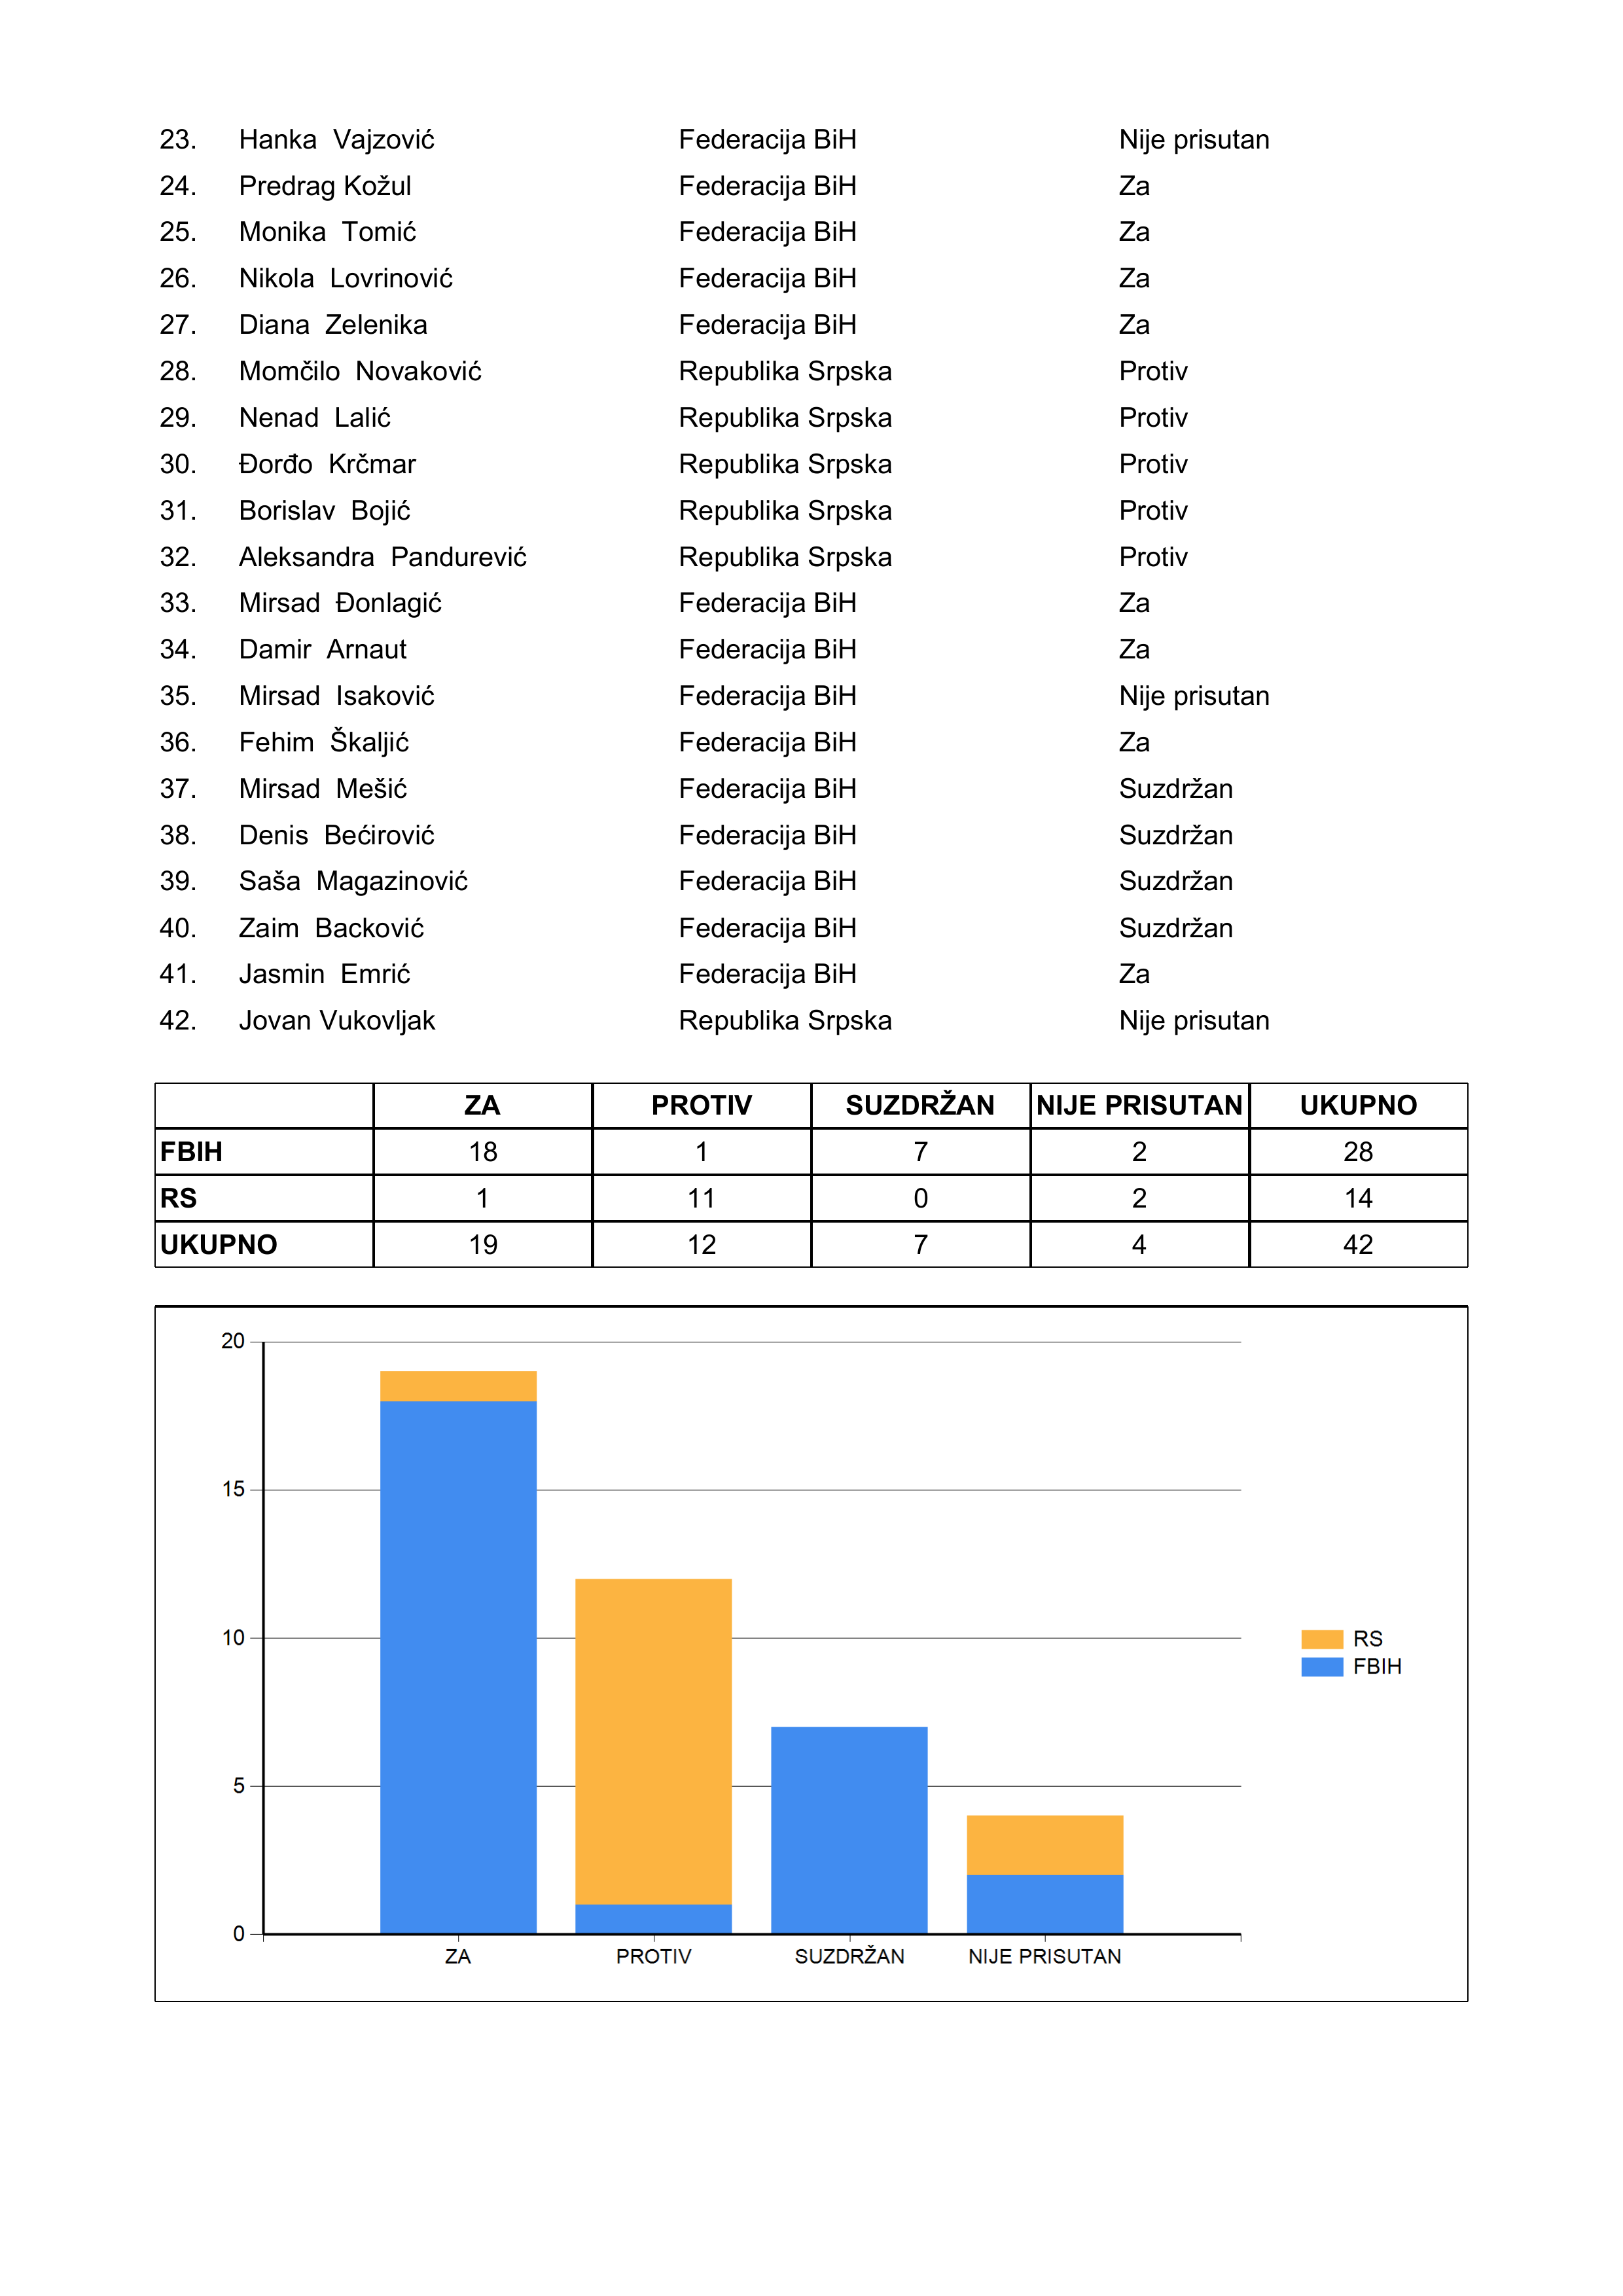 23. Hanka Vajzović Federacija BiH Nije prisutan
24. Predrag Kožul Federacija BiH Za
25. Monika Tomić Federacija BiH Za
26. Nikola Lovrinović Federacija BiH Za
27. Diana Zelenika Federacija BiH Za
28. Momčilo Novaković Republika Srpska Protiv
29. Nenad Lalić Republika Srpska Protiv
30. Đorđo Krčmar Republika Srpska Protiv
31. Borislav Bojić Republika Srpska Protiv
32. Aleksandra Pandurević Republika Srpska Protiv
33. Mirsad Đonlagić Federacija BiH Za
34. Damir Arnaut Federacija BiH Za
35. Mirsad Isaković Federacija BiH Nije prisutan
36. Fehim Škaljić Federacija BiH Za
37. Mirsad Mešić Federacija BiH Suzdržan
38. Denis Bećirović Federacija BiH Suzdržan
39. Saša Magazinović Federacija BiH Suzdržan
40. Zaim Backović Federacija BiH Suzdržan
41. Jasmin Emrić Federacija BiH Za
42. Jovan Vukovljak Republika Srpska Nije prisutan
ZA PROTIV SUZDRŽAN NIJE PRISUTAN UKUPNO
FBIH 18 1 7 2 28
RS 1 11 0 2 14
UKUPNO 19 12 7 4 42
20
15
10
5
0
ZA PROTIV SUZDRŽAN NIJE PRISUTAN
RS
FBIH